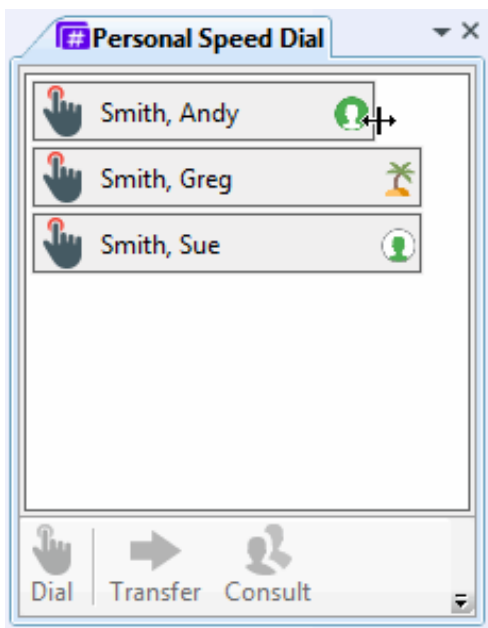 # Personal Speed Dial
Smith, Andy
Smith, Greg
Smith, Sue
Dial Transfer Consult